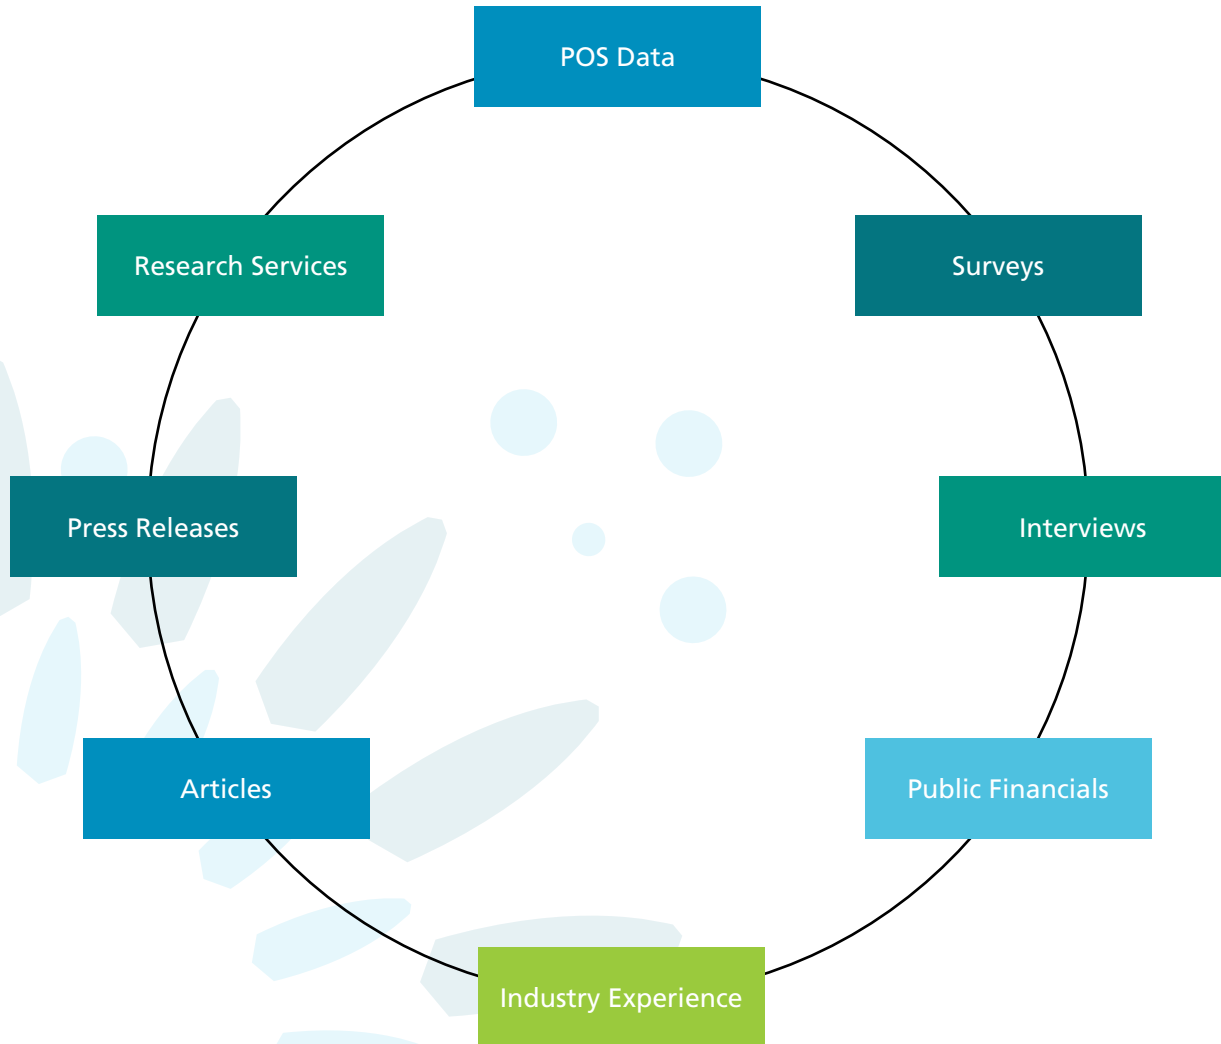 POS Data
Research Services
Surveys
Press Releases
Interviews
Articles
Public Financials
Industry Experience